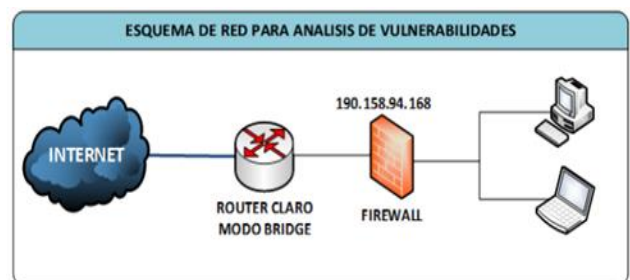 ESQUEMA DE RED PARA ANALISIS DE VULNERABILIDADES
190.158.94.168
INTERNET
ROUTER CLARO
MODO BRIDGE
FIREWALL